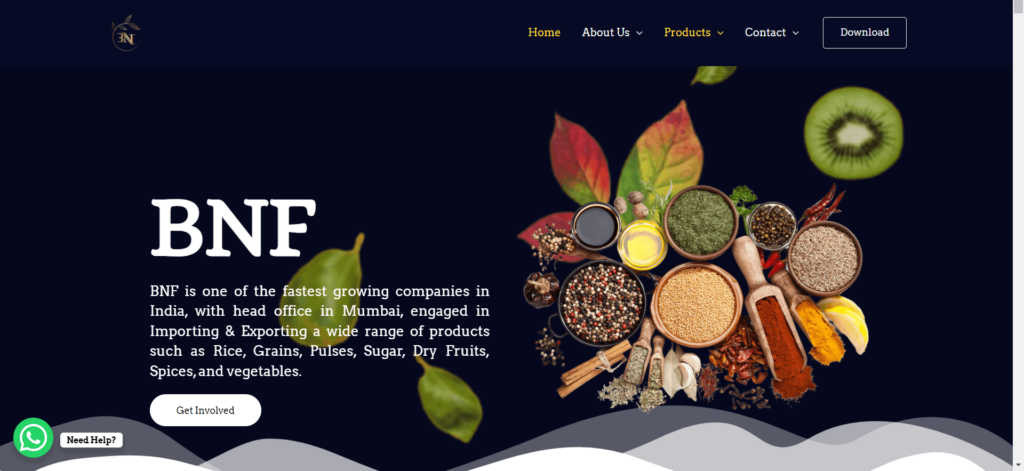 BNF
Home
About Us
Products
Contact
Download
BNF
BNF is one of the fastest growing companies in
India, with head office in Mumbai, engaged in
Importing & Exporting a wide range of products
such as Rice, Grains, Pulses, Sugar, Dry Fruits,
Spices, and vegetables.
Get Involved
Need Help?